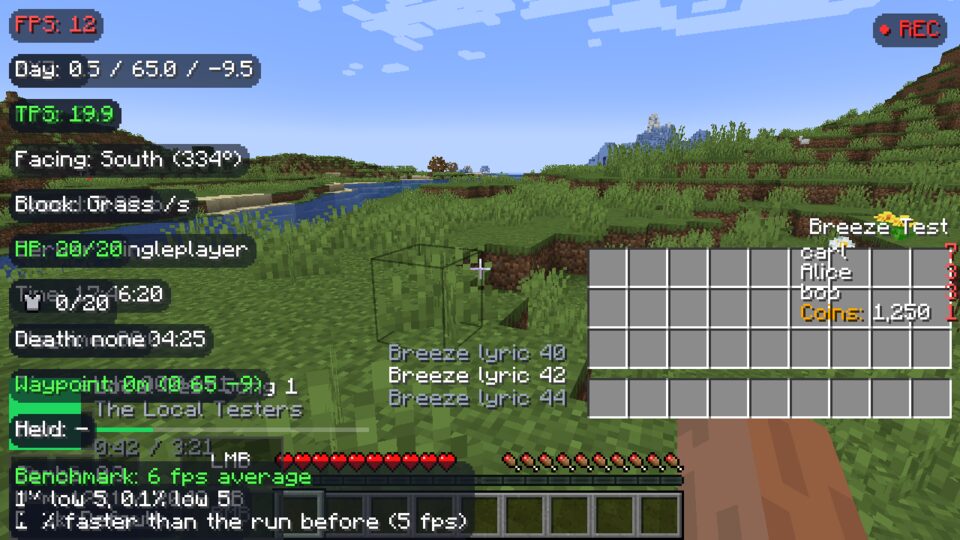 FPS: 12
REC
Day: 0.5 / 65.0 / -9.5
TPS: 19.9
Facing: South (334°)
Block: Grass /s
Breeze Test
HP: 20/20 ingleplayer
carl 7
Alice 3
bob 3
Coins: 1,250 1
6:20
0/20
Death: none 04:25
Breeze lyric 40
Breeze lyric 42
Breeze lyric 44
Waypoint: 0m (0 65 -9) g 1
The Local Testers
Held: -
0:42 / 3:21
LMB
Benchmark: 6 fps average
1% low 5, 0.1% low 5
% faster than the run before (5 fps)